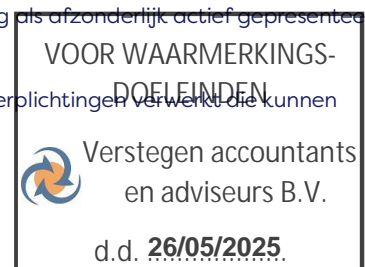 g als afzonderlijk actief gepresentee
VOOR WAARMERKINGS-
DOELEINDEN
erplichtingen verwerkt die kunnen
Verstegen accountants
en adviseurs B.V.
d.d. 26/05/2025.